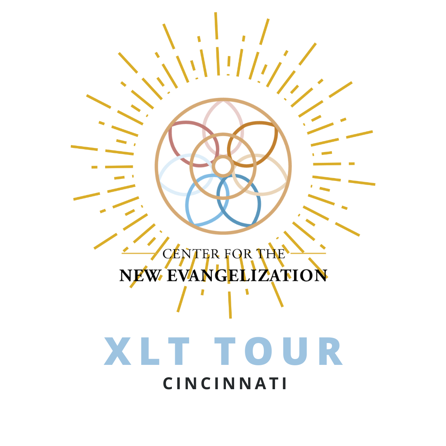 CENTER FOR THE
NEW EVANGELIZATION
XLT TOUR
CINCINNATI